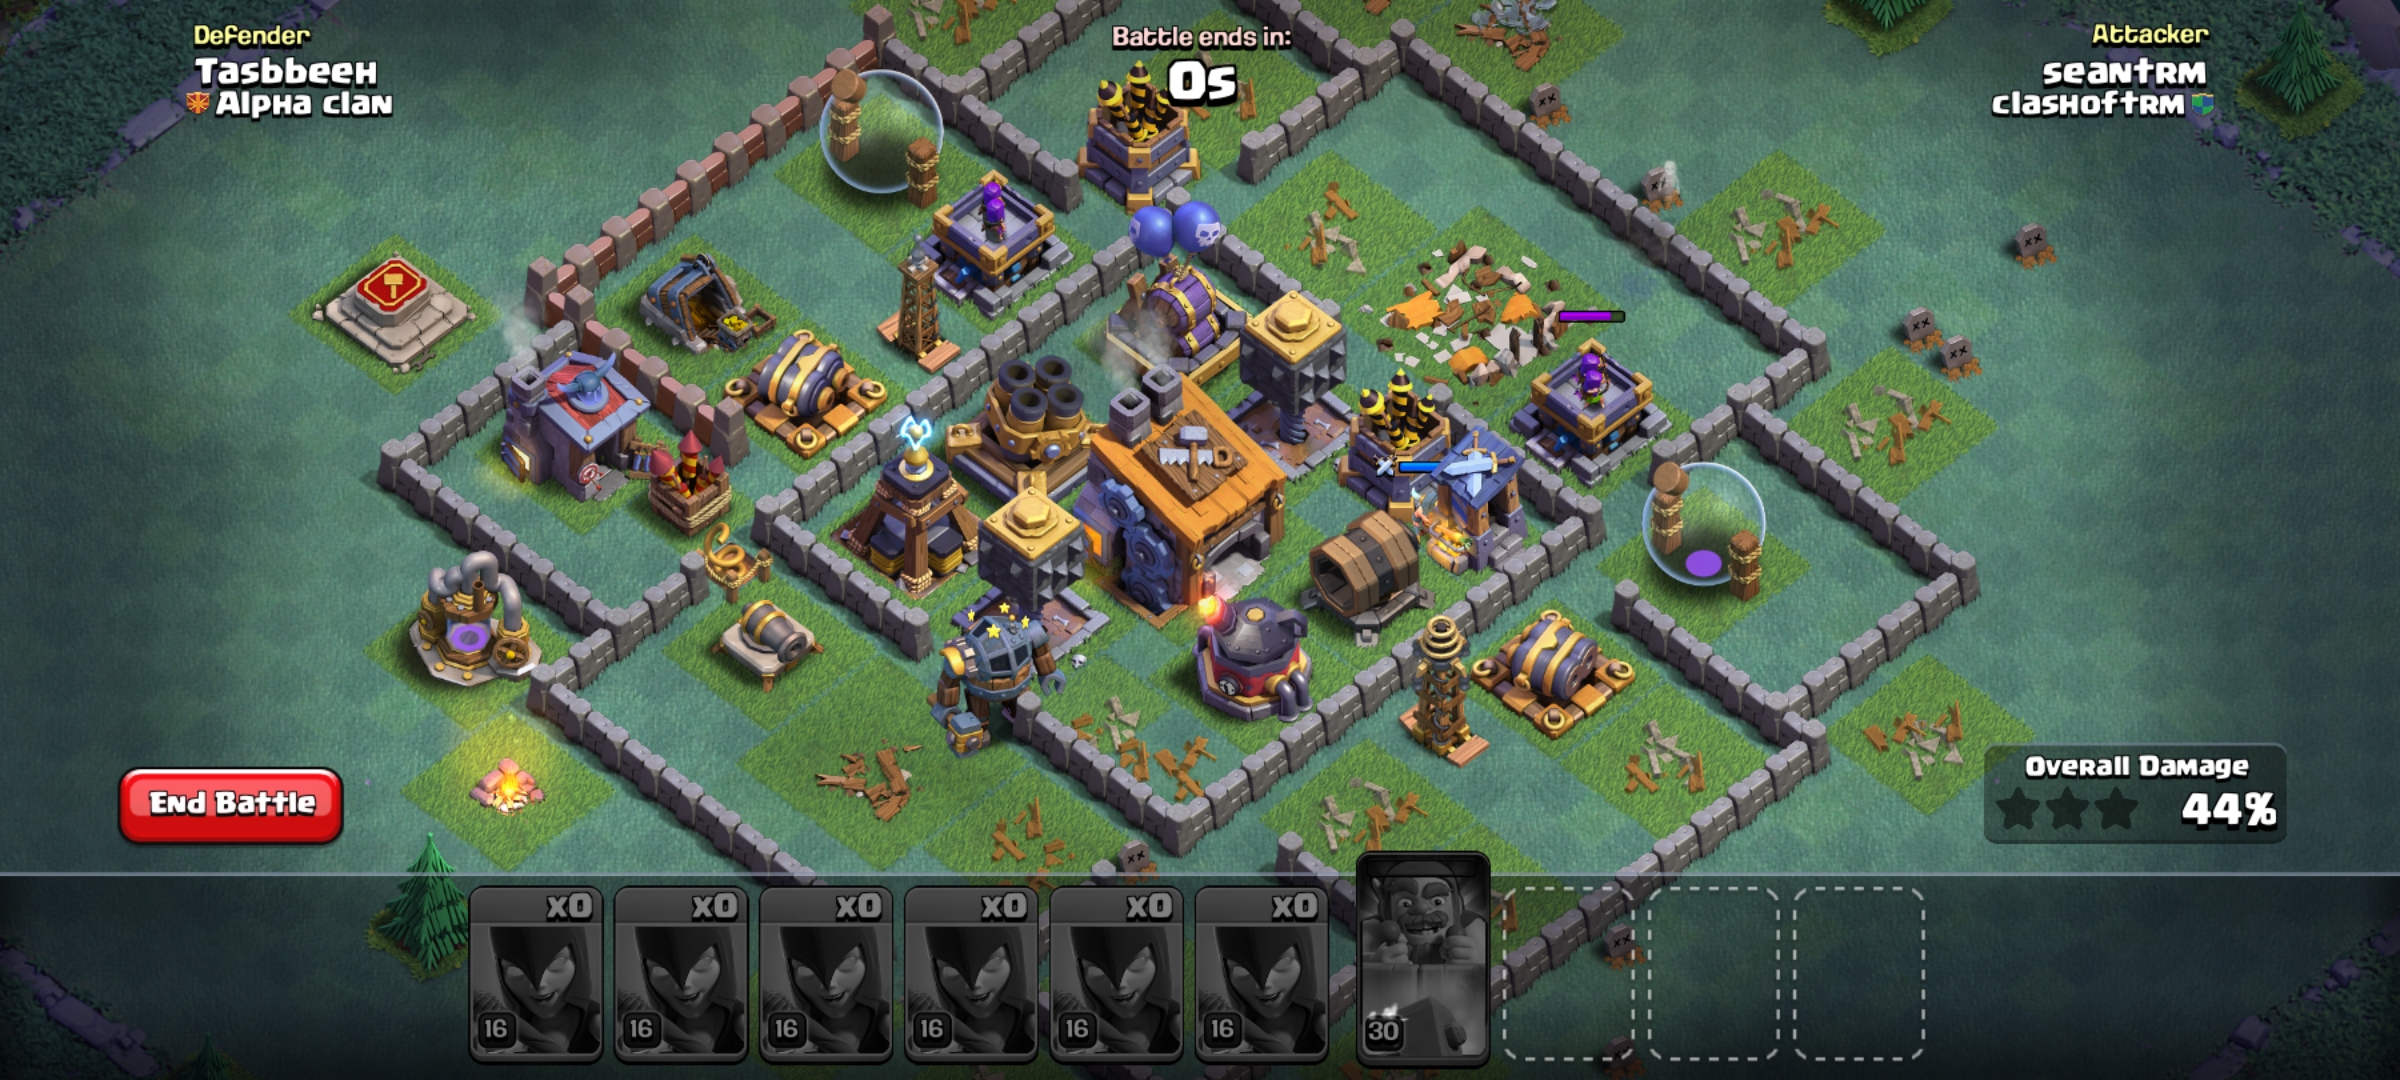 Defender
Tasbbeeh
Alpha clan
Battle ends in:
0s
Attacker
seantrm
clashoftrm
End Battle
Overall Damage
44%
x0
x0
x0
x0
x0
x0
16
16
16
16
16
16
30